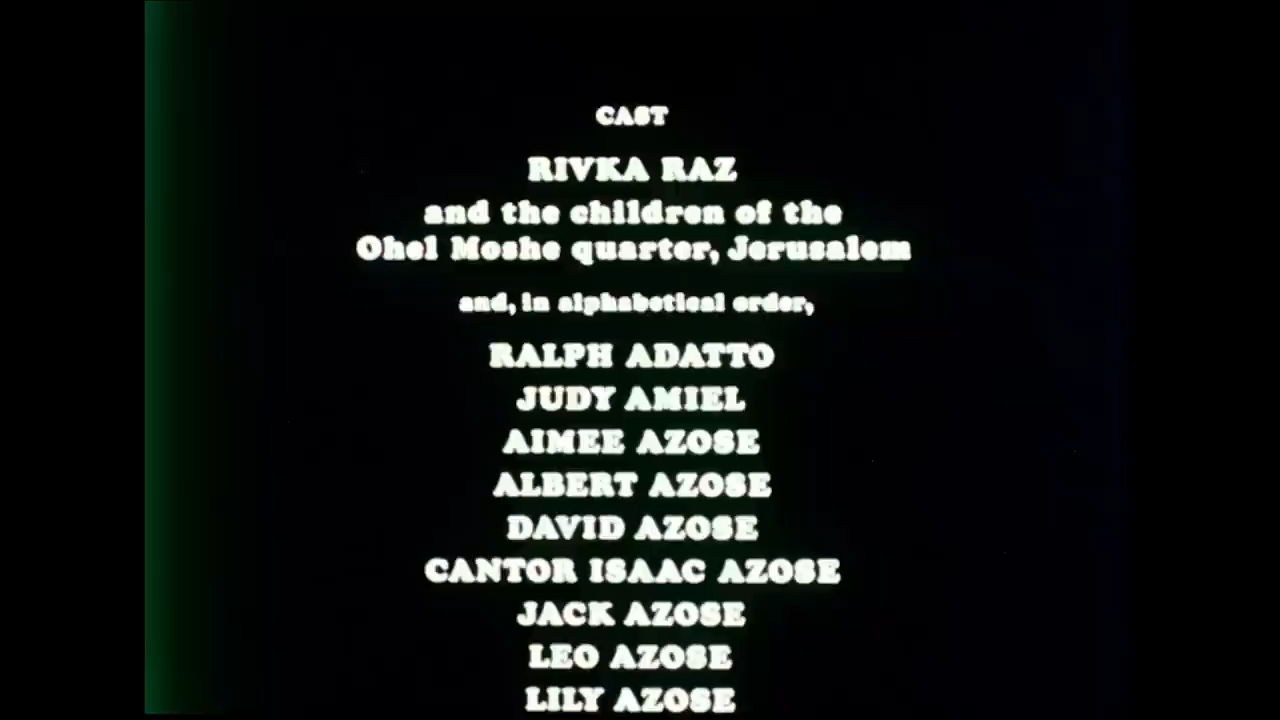 CAST
RIVKA RAZ
and the children of the
Ohel Moshe quarter, Jerusalem
and, in alphabetical order,
RALPH ADATTO
JUDY AMIEL
AIMEE AZOSE
ALBERT AZOSE
DAVID AZOSE
CANTOR ISAAC AZOSE
JACK AZOSE
LEO AZOSE
LILY AZOSE